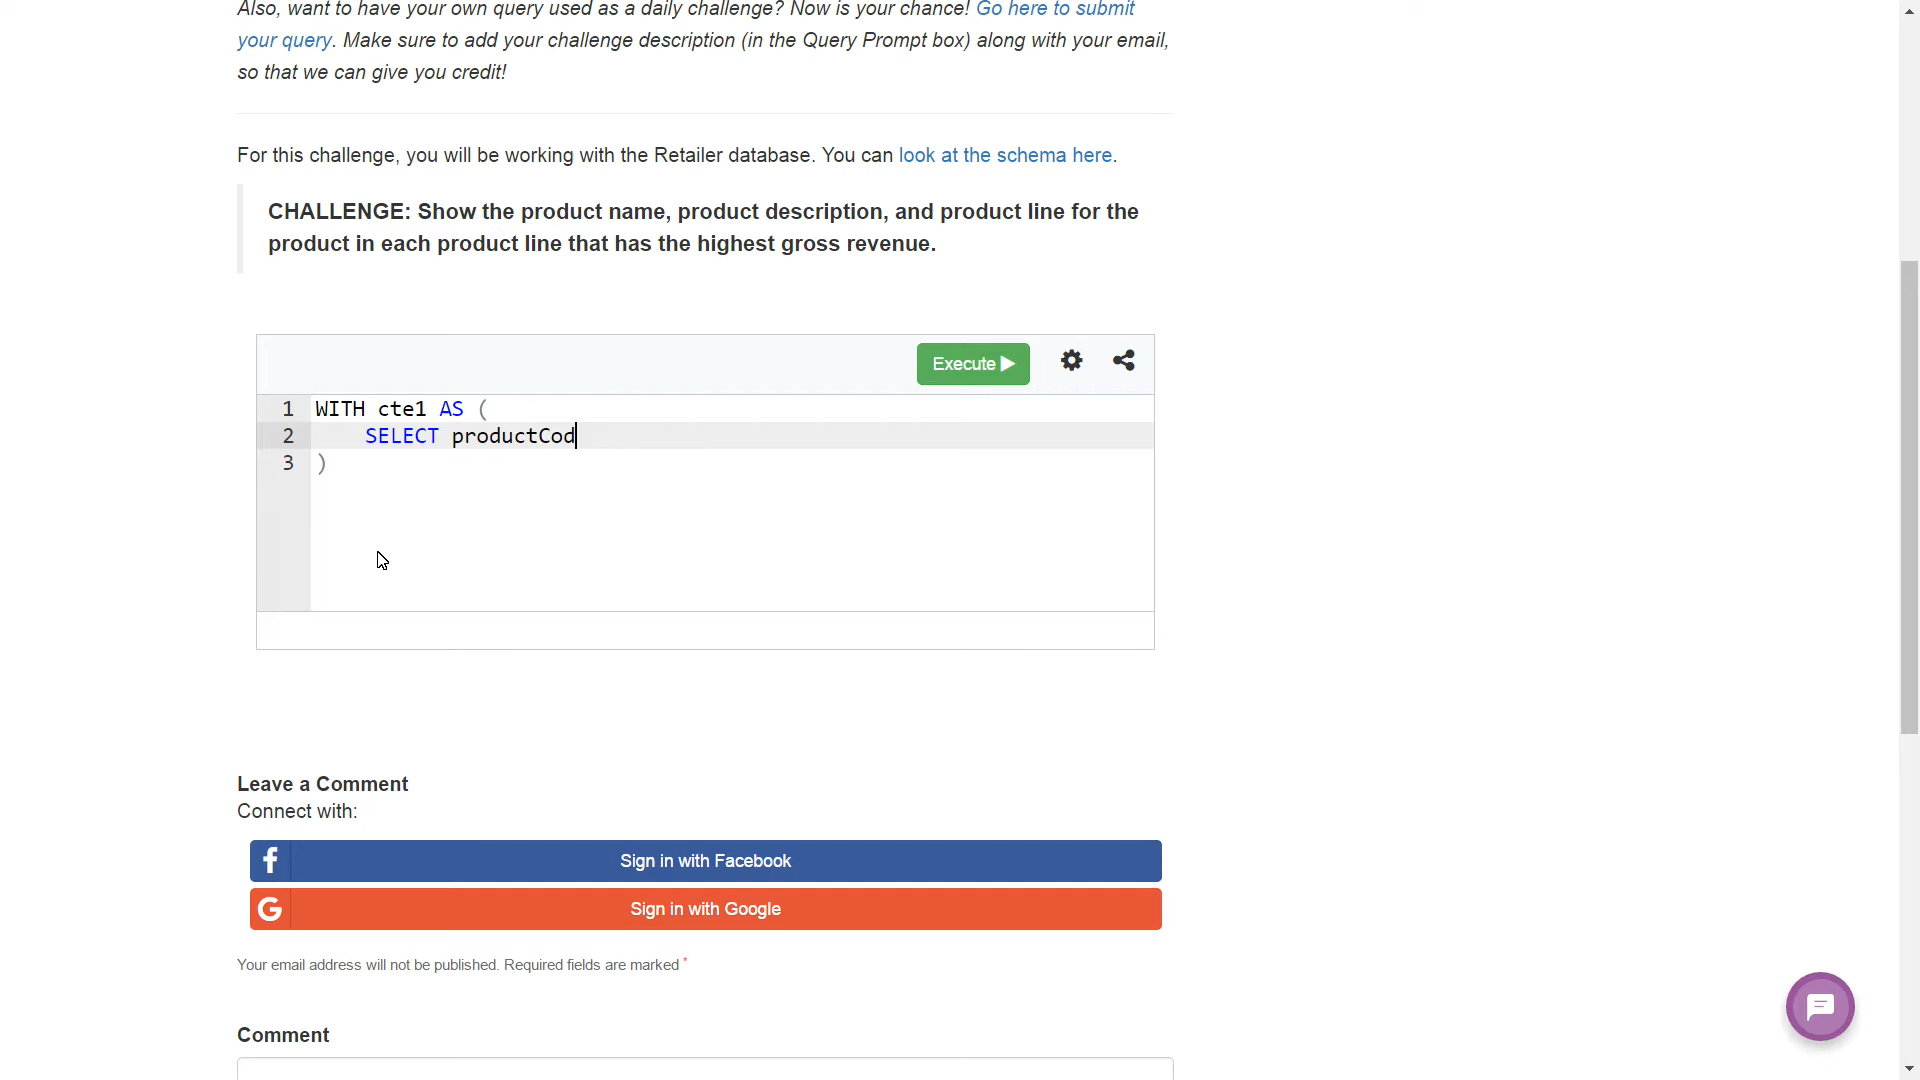 Also, want to have your own query used as a daily challenge? Now is your chance! Go here to submit
your query. Make sure to add your challenge description (in the Query Prompt box) along with your email,
so that we can give you credit!
For this challenge, you will be working with the Retailer database. You can look at the schema here.
CHALLENGE: Show the product name, product description, and product line for the
product in each product line that has the highest gross revenue.
Execute
1 WITH cte1 AS (
2 SELECT productCod
3 )
Leave a Comment
Connect with:
Sign in with Facebook
Sign in with Google
Your email address will not be published. Required fields are marked *
Comment